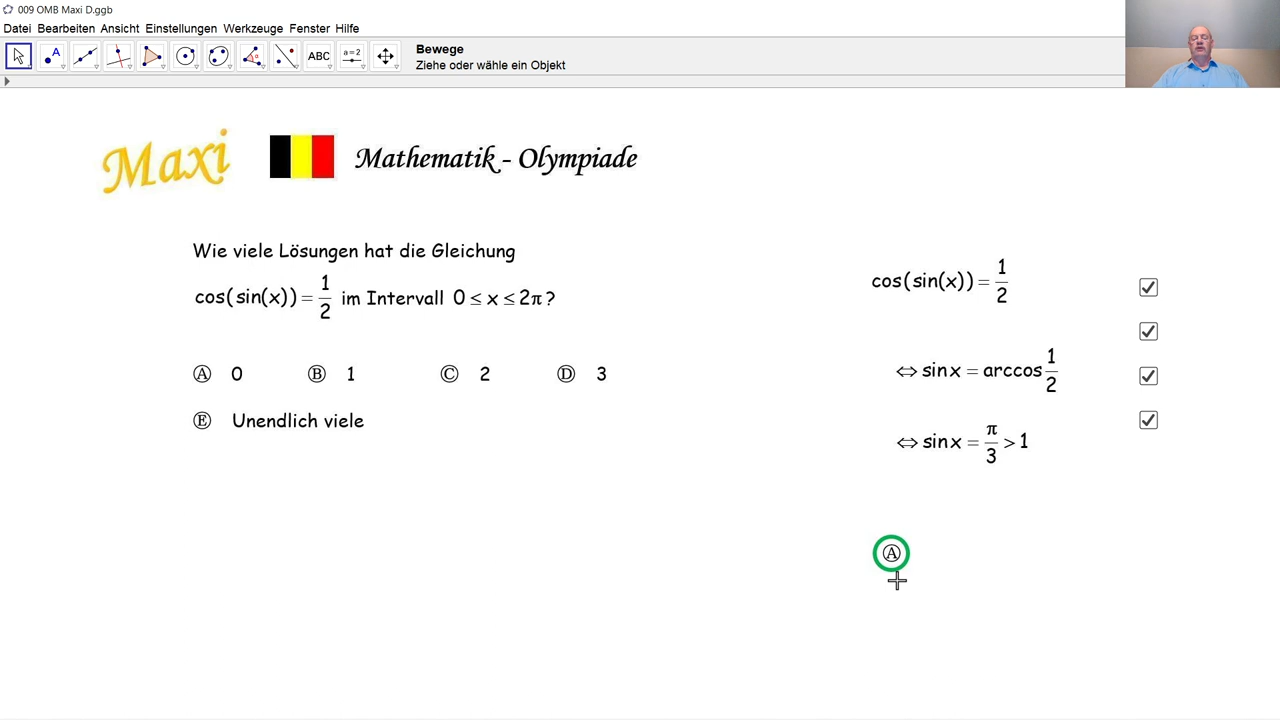 009 OMB Maxi D.ggb
Datei Bearbeiten Ansicht Einstellungen Werkzeuge Fenster Hilfe
A ABC a=2 Bewege
Ziehe oder wähle ein Objekt
Maxi Mathematik - Olympiade
Wie viele Lösungen hat die Gleichung
cos(sin(x)) = 1/2 im Intervall 0 ≤ x ≤ 2π ?
Ⓐ 0 Ⓑ 1 Ⓒ 2 Ⓓ 3
Ⓔ Unendlich viele
cos(sin(x)) = 1/2
⇔ sin x = arccos 1/2
⇔ sin x = π/3 > 1
Ⓐ